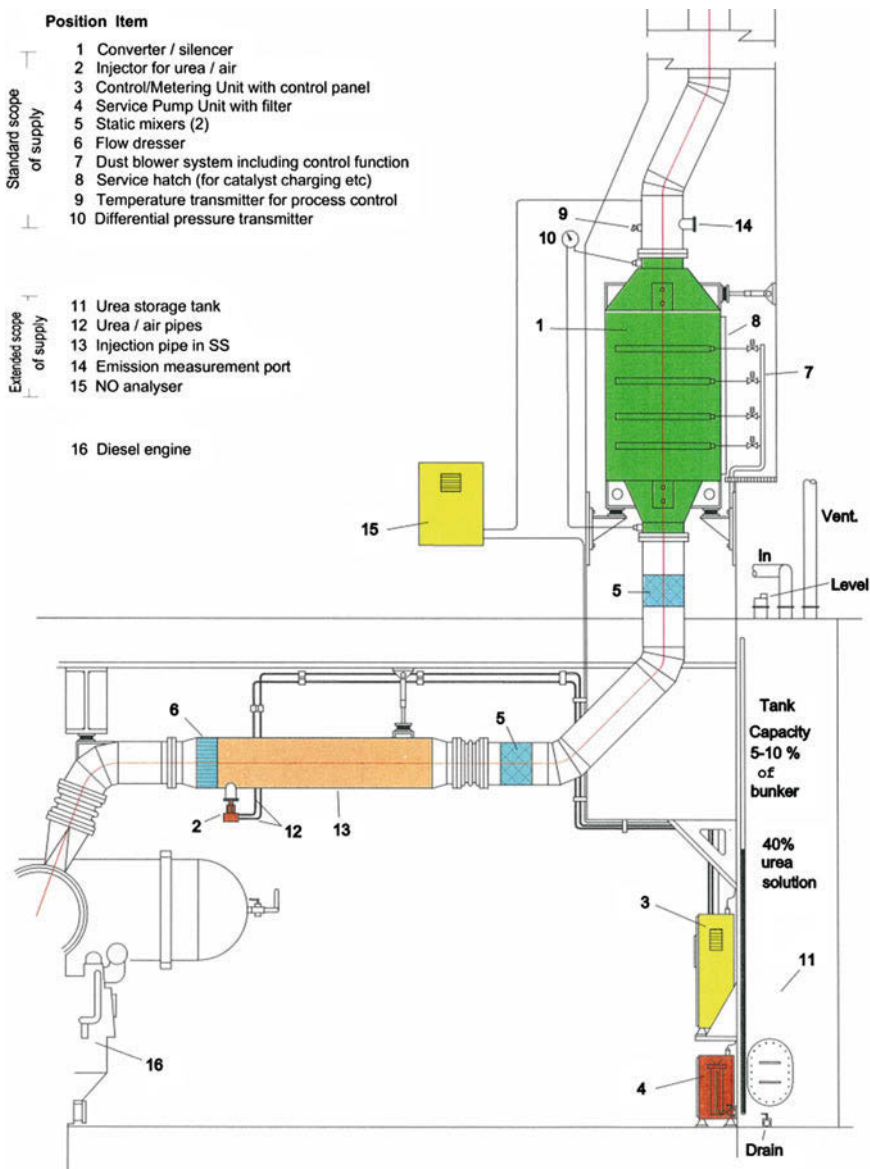 Position Item
Standard scope
of supply
1 Converter / silencer
2 Injector for urea / air
3 Control/Metering Unit with control panel
4 Service Pump Unit with filter
5 Static mixers (2)
6 Flow dresser
7 Dust blower system including control function
8 Service hatch (for catalyst charging etc)
9 Temperature transmitter for process control
10 Differential pressure transmitter
Extended scope
of supply
11 Urea storage tank
12 Urea / air pipes
13 Injection pipe in SS
14 Emission measurement port
15 NO analyser
16 Diesel engine
9
14
10
1
8
7
15
Vent.
In
Level
5
6
5
2
12
13
Tank
Capacity
5-10 %
of
bunker
40%
urea
solution
3
11
16
4
Drain